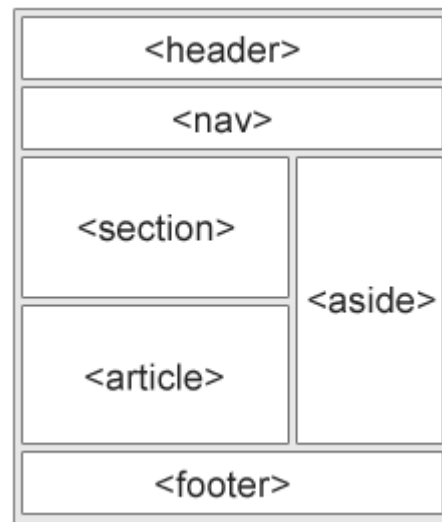 <header>
<nav>
<section>
<aside>
<article>
<footer>